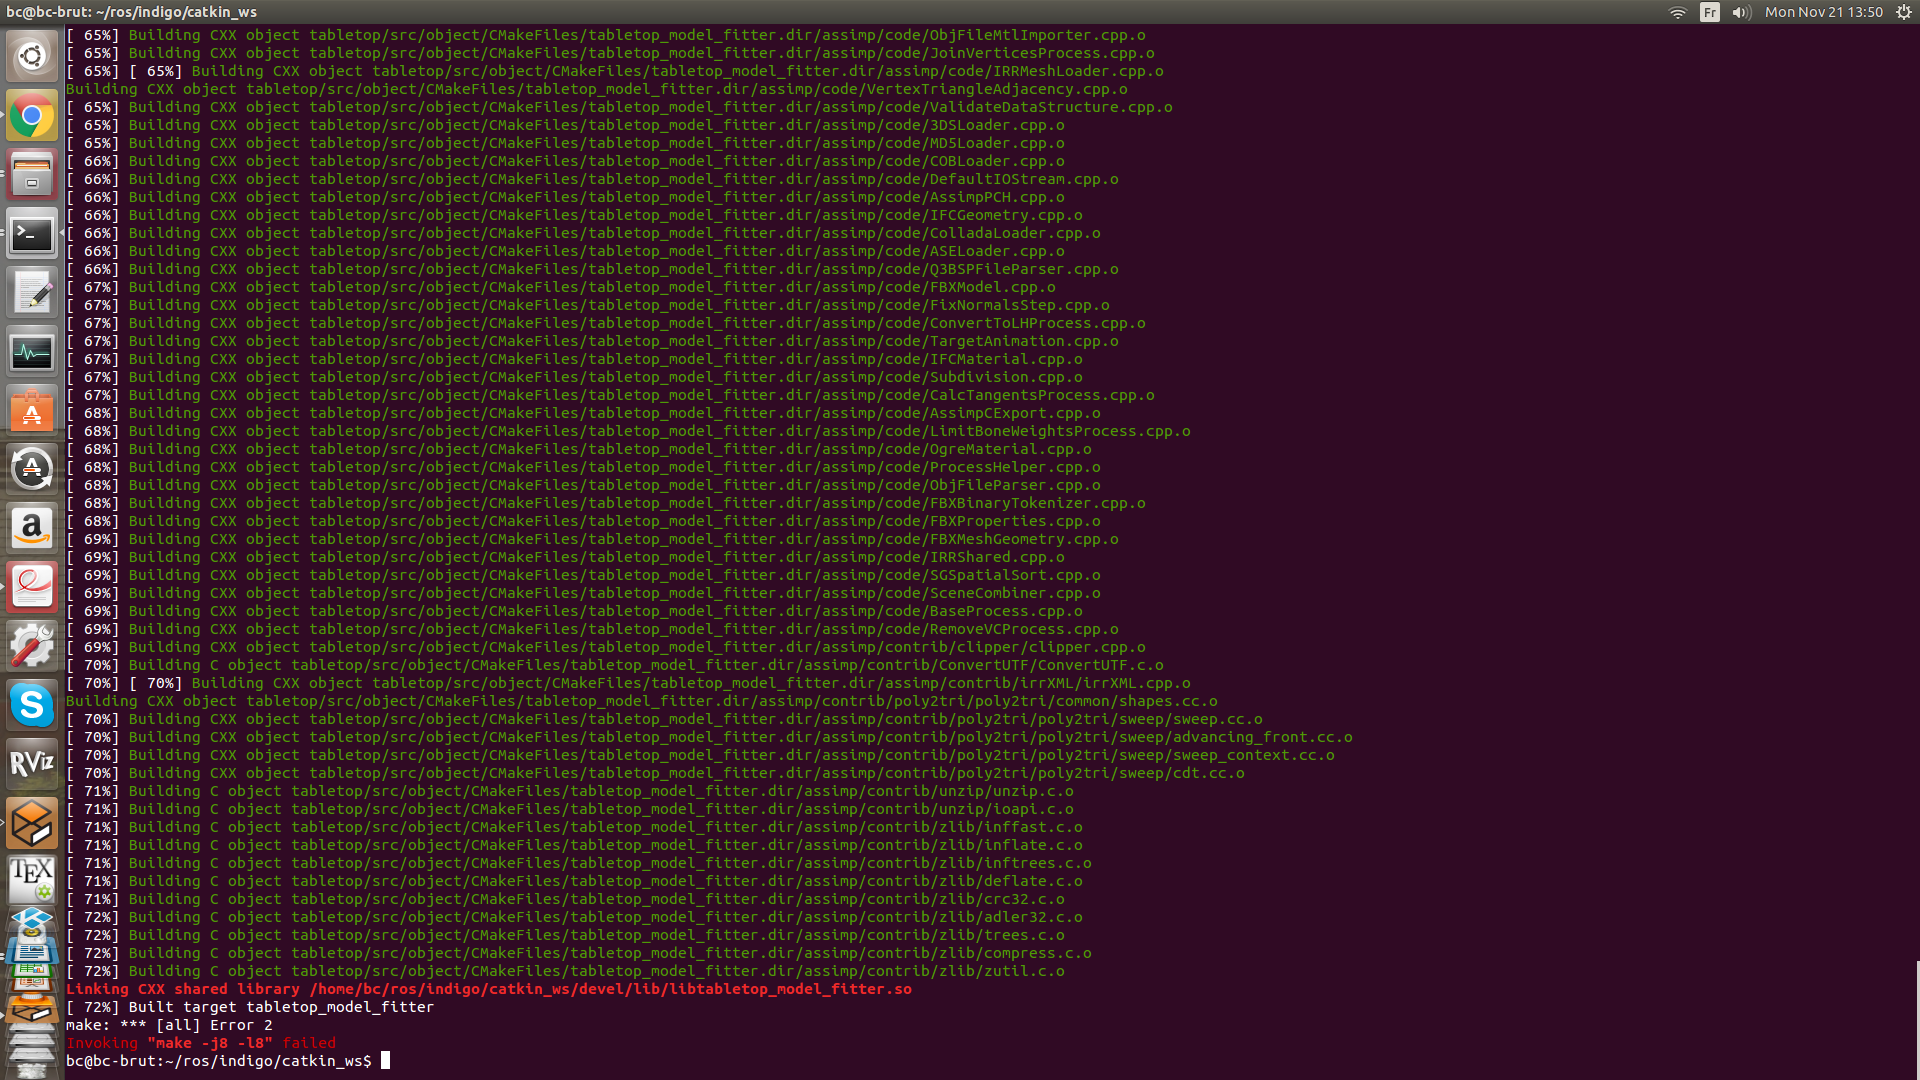 bc@bc-brut: ~/ros/indigo/catkin_ws
Fr
Mon Nov 21 13:50
[ 65%] Building CXX object tabletop/src/object/CMakeFiles/tabletop_model_fitter.dir/assimp/code/ObjFileMtlImporter.cpp.o
[ 65%] Building CXX object tabletop/src/object/CMakeFiles/tabletop_model_fitter.dir/assimp/code/JoinVerticesProcess.cpp.o
[ 65%] [ 65%] Building CXX object tabletop/src/object/CMakeFiles/tabletop_model_fitter.dir/assimp/code/IRRMeshLoader.cpp.o
Building CXX object tabletop/src/object/CMakeFiles/tabletop_model_fitter.dir/assimp/code/VertexTriangleAdjacency.cpp.o
[ 65%] Building CXX object tabletop/src/object/CMakeFiles/tabletop_model_fitter.dir/assimp/code/ValidateDataStructure.cpp.o
[ 65%] Building CXX object tabletop/src/object/CMakeFiles/tabletop_model_fitter.dir/assimp/code/3DSLoader.cpp.o
[ 65%] Building CXX object tabletop/src/object/CMakeFiles/tabletop_model_fitter.dir/assimp/code/MD5Loader.cpp.o
[ 66%] Building CXX object tabletop/src/object/CMakeFiles/tabletop_model_fitter.dir/assimp/code/COBLoader.cpp.o
[ 66%] Building CXX object tabletop/src/object/CMakeFiles/tabletop_model_fitter.dir/assimp/code/DefaultIOStream.cpp.o
[ 66%] Building CXX object tabletop/src/object/CMakeFiles/tabletop_model_fitter.dir/assimp/code/AssimpPCH.cpp.o
[ 66%] Building CXX object tabletop/src/object/CMakeFiles/tabletop_model_fitter.dir/assimp/code/IFCGeometry.cpp.o
[ 66%] Building CXX object tabletop/src/object/CMakeFiles/tabletop_model_fitter.dir/assimp/code/ColladaLoader.cpp.o
[ 66%] Building CXX object tabletop/src/object/CMakeFiles/tabletop_model_fitter.dir/assimp/code/ASELoader.cpp.o
[ 66%] Building CXX object tabletop/src/object/CMakeFiles/tabletop_model_fitter.dir/assimp/code/Q3BSPFileParser.cpp.o
[ 67%] Building CXX object tabletop/src/object/CMakeFiles/tabletop_model_fitter.dir/assimp/code/FBXModel.cpp.o
[ 67%] Building CXX object tabletop/src/object/CMakeFiles/tabletop_model_fitter.dir/assimp/code/FixNormalsStep.cpp.o
[ 67%] Building CXX object tabletop/src/object/CMakeFiles/tabletop_model_fitter.dir/assimp/code/ConvertToLHProcess.cpp.o
[ 67%] Building CXX object tabletop/src/object/CMakeFiles/tabletop_model_fitter.dir/assimp/code/TargetAnimation.cpp.o
[ 67%] Building CXX object tabletop/src/object/CMakeFiles/tabletop_model_fitter.dir/assimp/code/IFCMaterial.cpp.o
[ 67%] Building CXX object tabletop/src/object/CMakeFiles/tabletop_model_fitter.dir/assimp/code/Subdivision.cpp.o
[ 67%] Building CXX object tabletop/src/object/CMakeFiles/tabletop_model_fitter.dir/assimp/code/CalcTangentsProcess.cpp.o
[ 68%] Building CXX object tabletop/src/object/CMakeFiles/tabletop_model_fitter.dir/assimp/code/AssimpCExport.cpp.o
[ 68%] Building CXX object tabletop/src/object/CMakeFiles/tabletop_model_fitter.dir/assimp/code/LimitBoneWeightsProcess.cpp.o
[ 68%] Building CXX object tabletop/src/object/CMakeFiles/tabletop_model_fitter.dir/assimp/code/OgreMaterial.cpp.o
[ 68%] Building CXX object tabletop/src/object/CMakeFiles/tabletop_model_fitter.dir/assimp/code/ProcessHelper.cpp.o
[ 68%] Building CXX object tabletop/src/object/CMakeFiles/tabletop_model_fitter.dir/assimp/code/ObjFileParser.cpp.o
[ 68%] Building CXX object tabletop/src/object/CMakeFiles/tabletop_model_fitter.dir/assimp/code/FBXBinaryTokenizer.cpp.o
[ 68%] Building CXX object tabletop/src/object/CMakeFiles/tabletop_model_fitter.dir/assimp/code/FBXProperties.cpp.o
[ 69%] Building CXX object tabletop/src/object/CMakeFiles/tabletop_model_fitter.dir/assimp/code/FBXMeshGeometry.cpp.o
[ 69%] Building CXX object tabletop/src/object/CMakeFiles/tabletop_model_fitter.dir/assimp/code/IRRShared.cpp.o
[ 69%] Building CXX object tabletop/src/object/CMakeFiles/tabletop_model_fitter.dir/assimp/code/SGSpatialSort.cpp.o
[ 69%] Building CXX object tabletop/src/object/CMakeFiles/tabletop_model_fitter.dir/assimp/code/SceneCombiner.cpp.o
[ 69%] Building CXX object tabletop/src/object/CMakeFiles/tabletop_model_fitter.dir/assimp/code/BaseProcess.cpp.o
[ 69%] Building CXX object tabletop/src/object/CMakeFiles/tabletop_model_fitter.dir/assimp/code/RemoveVCProcess.cpp.o
[ 69%] Building CXX object tabletop/src/object/CMakeFiles/tabletop_model_fitter.dir/assimp/contrib/clipper/clipper.cpp.o
[ 70%] Building C object tabletop/src/object/CMakeFiles/tabletop_model_fitter.dir/assimp/contrib/ConvertUTF/ConvertUTF.c.o
[ 70%] [ 70%] Building CXX object tabletop/src/object/CMakeFiles/tabletop_model_fitter.dir/assimp/contrib/irrXML/irrXML.cpp.o
Building CXX object tabletop/src/object/CMakeFiles/tabletop_model_fitter.dir/assimp/contrib/poly2tri/poly2tri/common/shapes.cc.o
[ 70%] Building CXX object tabletop/src/object/CMakeFiles/tabletop_model_fitter.dir/assimp/contrib/poly2tri/poly2tri/sweep/sweep.cc.o
[ 70%] Building CXX object tabletop/src/object/CMakeFiles/tabletop_model_fitter.dir/assimp/contrib/poly2tri/poly2tri/sweep/advancing_front.cc.o
[ 70%] Building CXX object tabletop/src/object/CMakeFiles/tabletop_model_fitter.dir/assimp/contrib/poly2tri/poly2tri/sweep/sweep_context.cc.o
[ 70%] Building CXX object tabletop/src/object/CMakeFiles/tabletop_model_fitter.dir/assimp/contrib/poly2tri/poly2tri/sweep/cdt.cc.o
[ 71%] Building C object tabletop/src/object/CMakeFiles/tabletop_model_fitter.dir/assimp/contrib/unzip/unzip.c.o
[ 71%] Building C object tabletop/src/object/CMakeFiles/tabletop_model_fitter.dir/assimp/contrib/unzip/ioapi.c.o
[ 71%] Building C object tabletop/src/object/CMakeFiles/tabletop_model_fitter.dir/assimp/contrib/zlib/inffast.c.o
[ 71%] Building C object tabletop/src/object/CMakeFiles/tabletop_model_fitter.dir/assimp/contrib/zlib/inflate.c.o
[ 71%] Building C object tabletop/src/object/CMakeFiles/tabletop_model_fitter.dir/assimp/contrib/zlib/inftrees.c.o
[ 71%] Building C object tabletop/src/object/CMakeFiles/tabletop_model_fitter.dir/assimp/contrib/zlib/deflate.c.o
[ 71%] Building C object tabletop/src/object/CMakeFiles/tabletop_model_fitter.dir/assimp/contrib/zlib/crc32.c.o
[ 72%] Building C object tabletop/src/object/CMakeFiles/tabletop_model_fitter.dir/assimp/contrib/zlib/adler32.c.o
[ 72%] Building C object tabletop/src/object/CMakeFiles/tabletop_model_fitter.dir/assimp/contrib/zlib/trees.c.o
[ 72%] Building C object tabletop/src/object/CMakeFiles/tabletop_model_fitter.dir/assimp/contrib/zlib/compress.c.o
[ 72%] Building C object tabletop/src/object/CMakeFiles/tabletop_model_fitter.dir/assimp/contrib/zlib/zutil.c.o
Linking CXX shared library /home/bc/ros/indigo/catkin_ws/devel/lib/libtabletop_model_fitter.so
[ 72%] Built target tabletop_model_fitter
make: *** [all] Error 2
Invoking "make -j8 -l8" failed
bc@bc-brut:~/ros/indigo/catkin_ws$
A
A
a
S
RViz
TEX